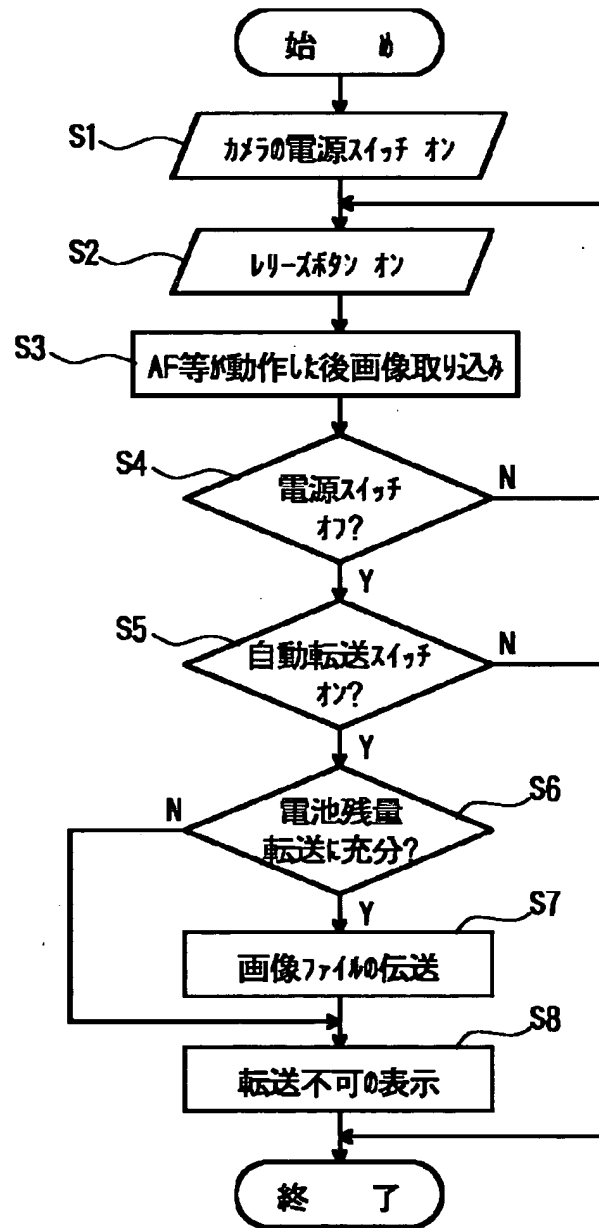 始 め
S1
カメラの電源スイッチ オン
S2
レリーズボタン オン
S3
AF等が動作した後画像取り込み
S4
電源スイッチ
オフ?
N
Y
S5
自動転送スイッチ
オン?
N
Y
S6
電池残量
転送に充分?
N
Y
S7
画像ファイルの伝送
S8
転送不可の表示
終 了